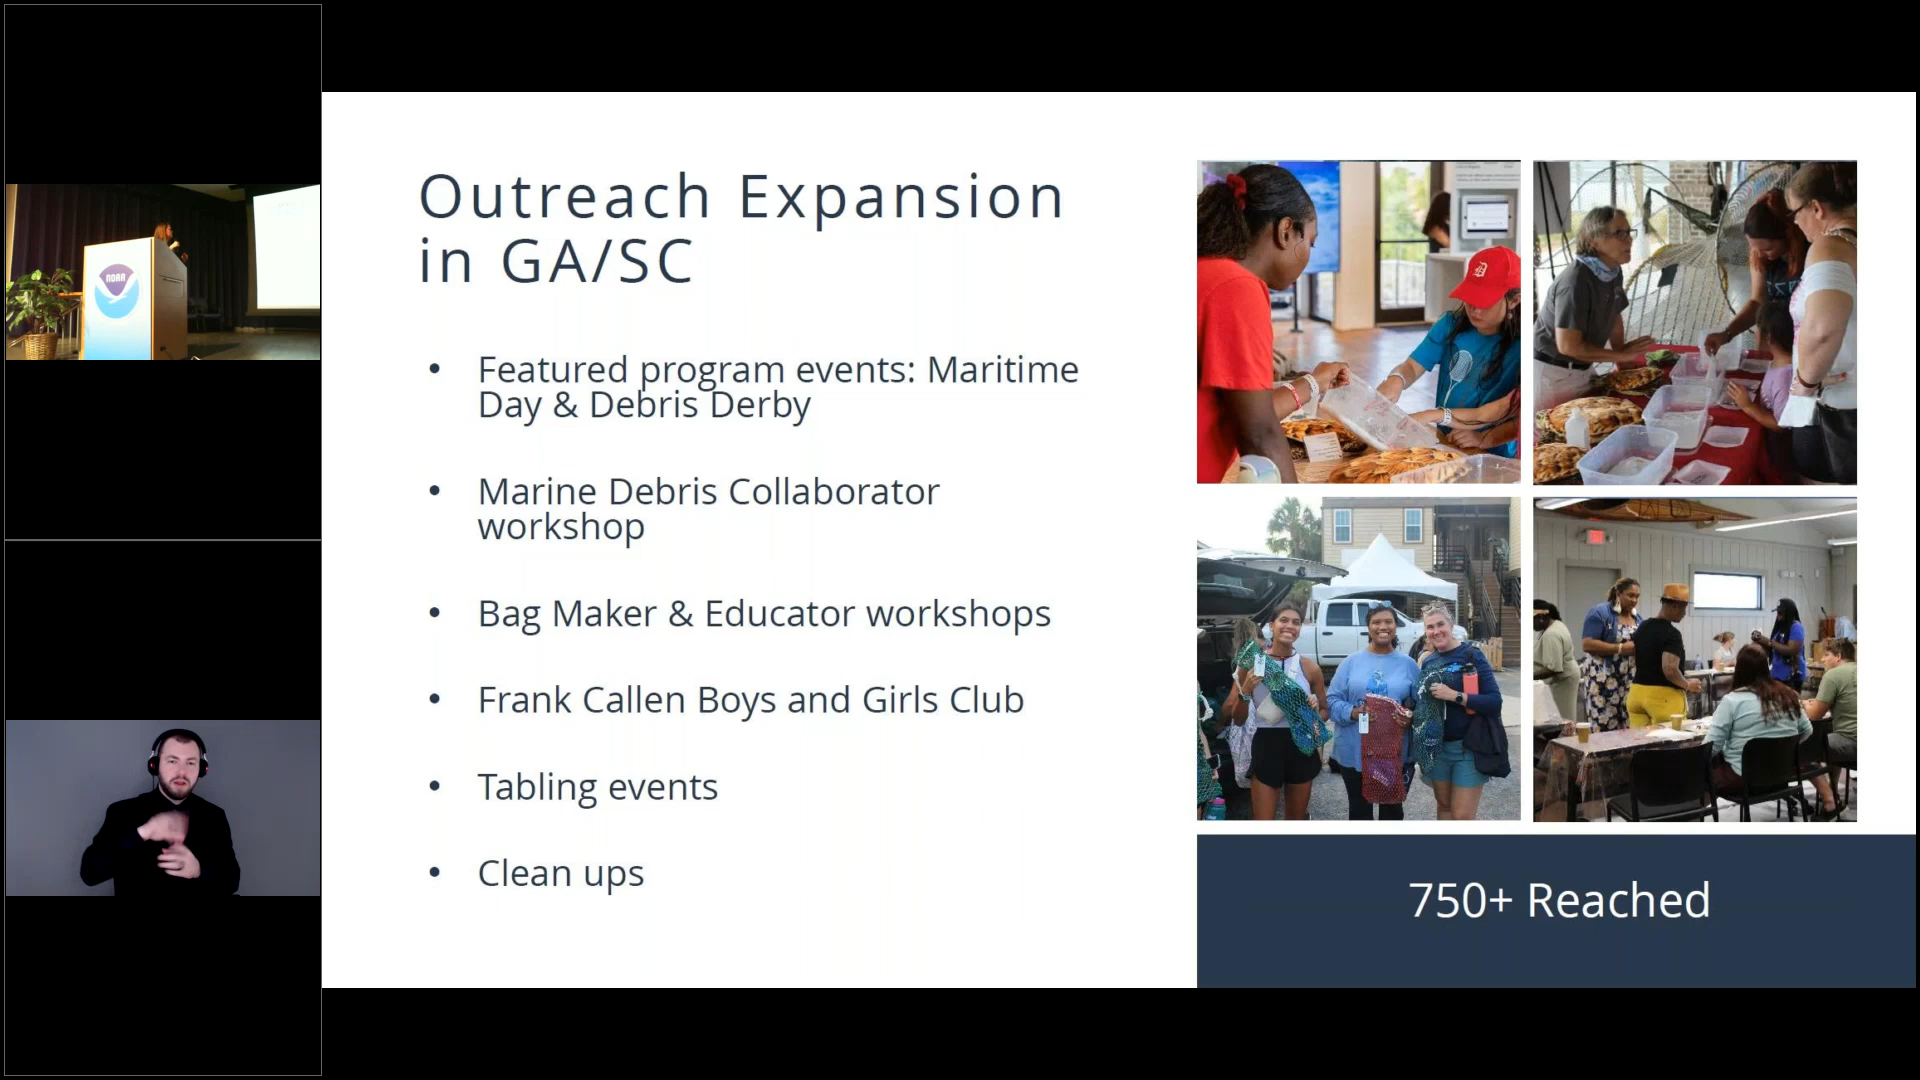 NOAA
Outreach Expansion
in GA/SC
• Featured program events: Maritime
Day & Debris Derby
• Marine Debris Collaborator
workshop
• Bag Maker & Educator workshops
• Frank Callen Boys and Girls Club
• Tabling events
• Clean ups
750+ Reached